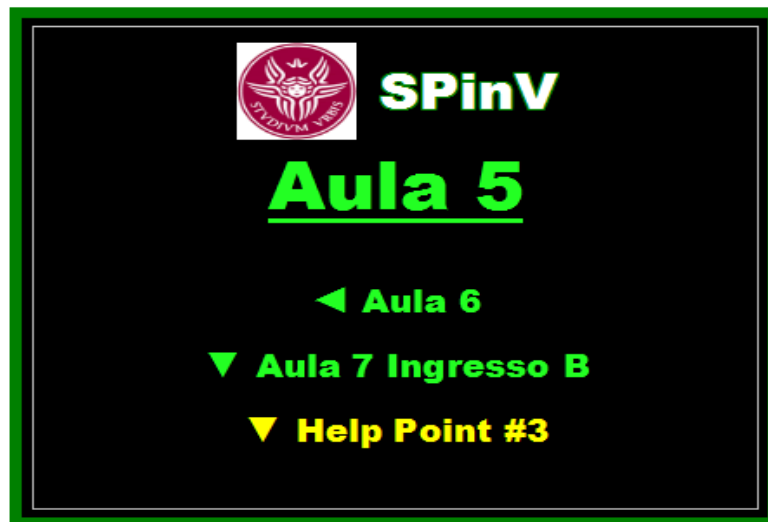 STVDIVM VRBIS
SPinV
Aula 5
◀ Aula 6
▼ Aula 7 Ingresso B
▼ Help Point #3